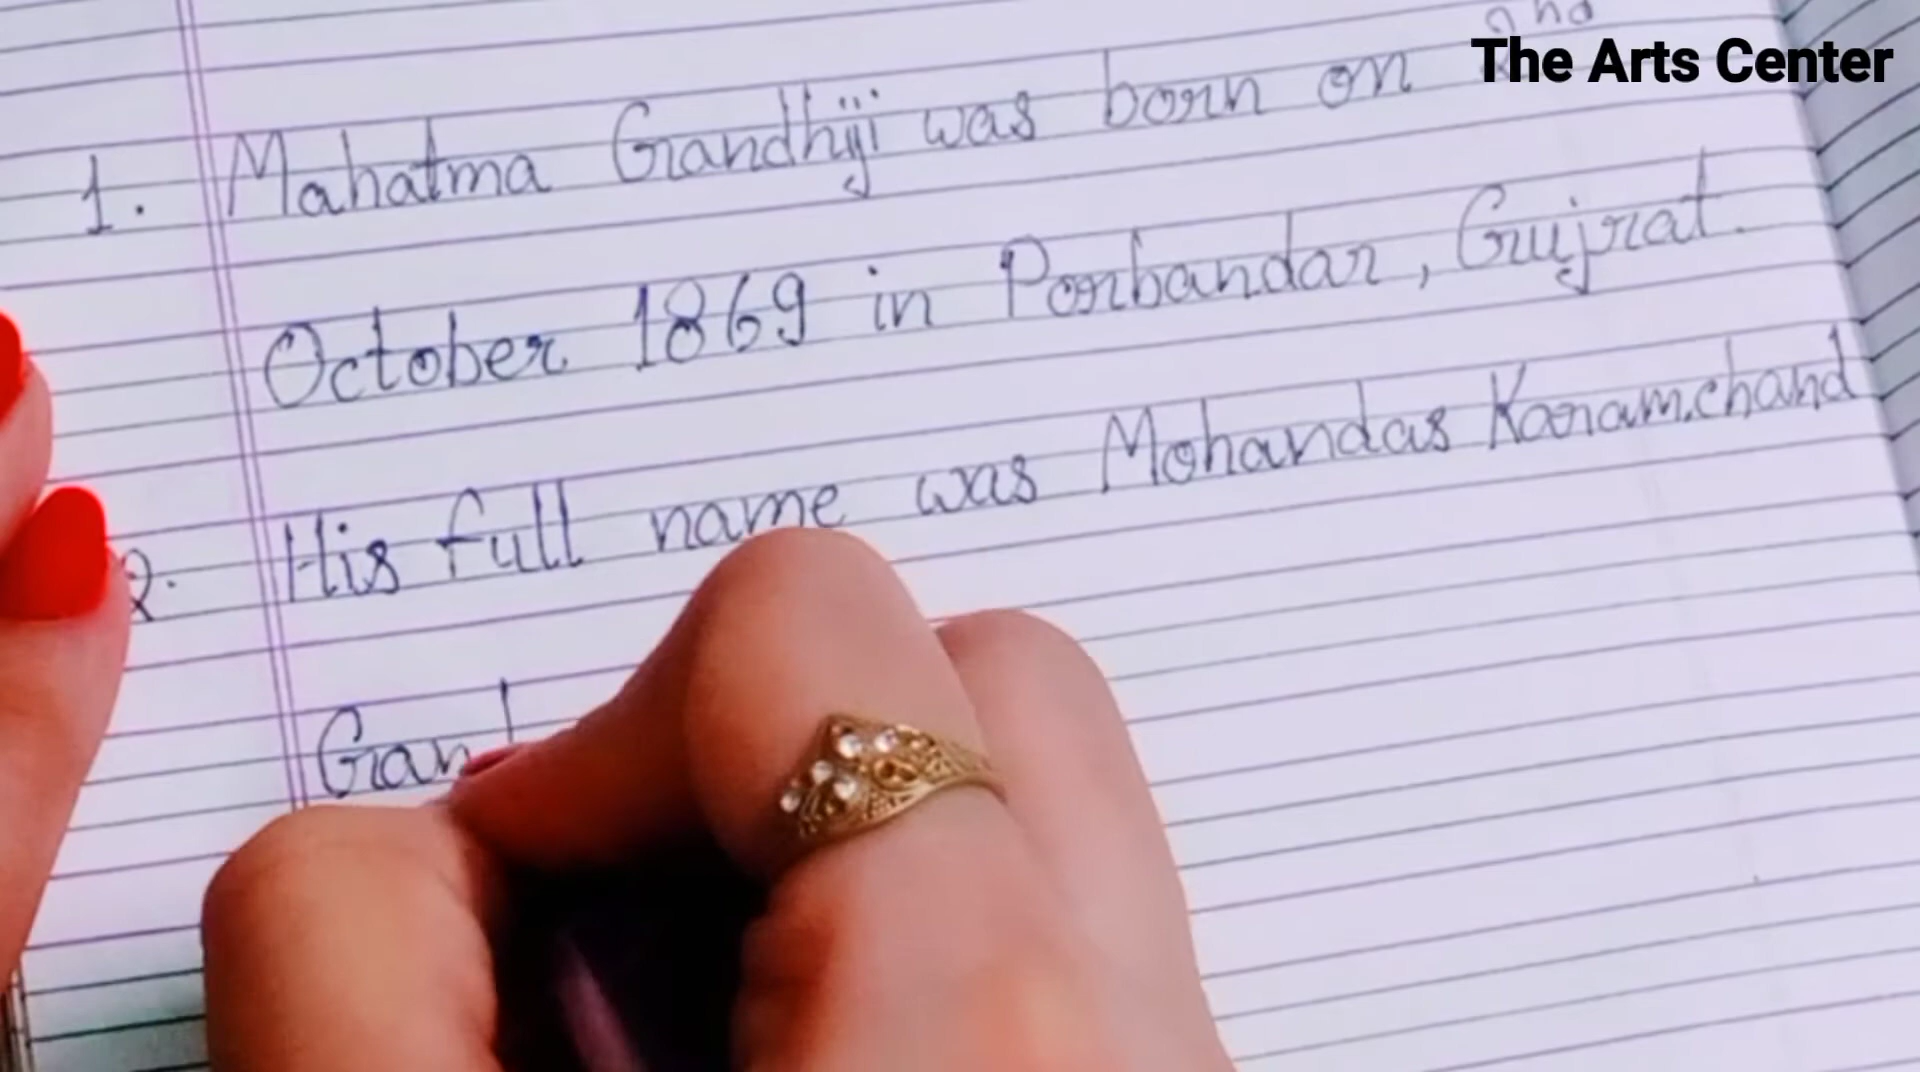 The Arts Center
1. Mahatma Gandhiji was born on 2nd
October 1869 in Porbandar, Gujrat.
2. His full name was Mohandas Karamchand
Gand